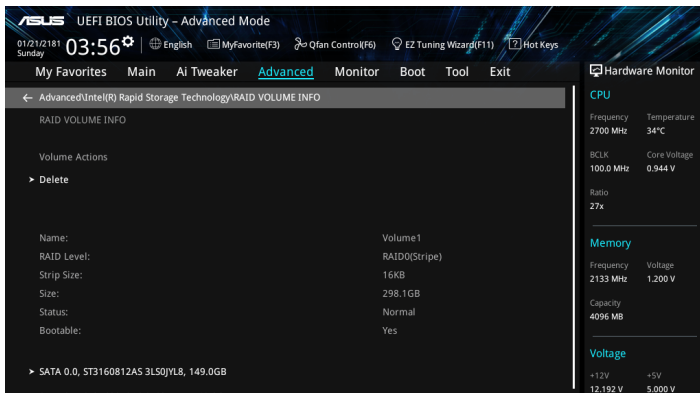 ASUS UEFI BIOS Utility – Advanced Mode
01/21/2181 Sunday 03:56 English MyFavorite(F3) Qfan Control(F6) EZ Tuning Wizard(F11) ? Hot Keys
My Favorites Main Ai Tweaker Advanced Monitor Boot Tool Exit
← Advanced\Intel(R) Rapid Storage Technology\RAID VOLUME INFO
RAID VOLUME INFO
Volume Actions
> Delete
Name: Volume1
RAID Level: RAID0(Stripe)
Strip Size: 16KB
Size: 298.1GB
Status: Normal
Bootable: Yes
> SATA 0.0, ST3160812AS 3LS0JYL8, 149.0GB
Hardware Monitor
CPU
Frequency Temperature
2700 MHz 34°C
BCLK Core Voltage
100.0 MHz 0.944 V
Ratio
27x
Memory
Frequency Voltage
2133 MHz 1.200 V
Capacity
4096 MB
Voltage
+12V +5V
12.192 V 5.000 V